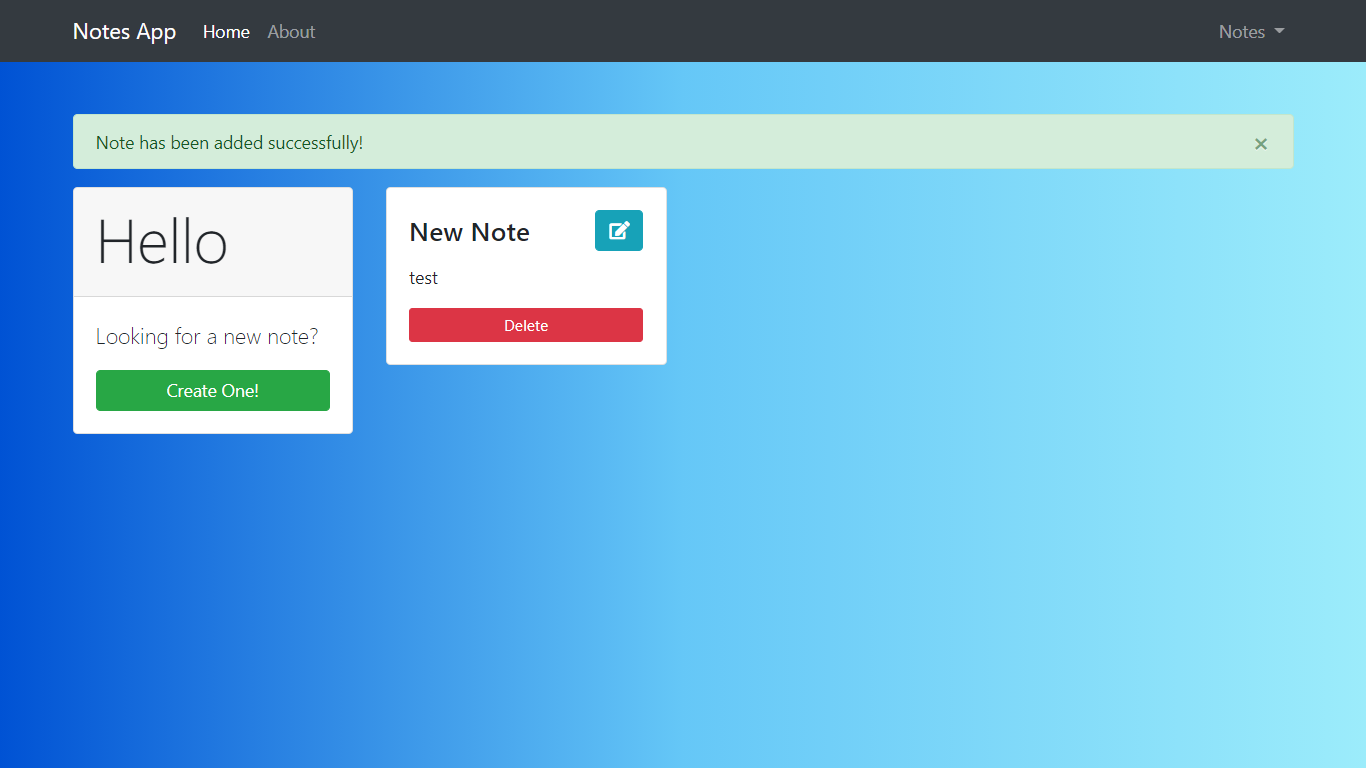 Notes App Home About Notes
Note has been added successfully! ×
Hello
Looking for a new note?
Create One!
New Note
test
Delete